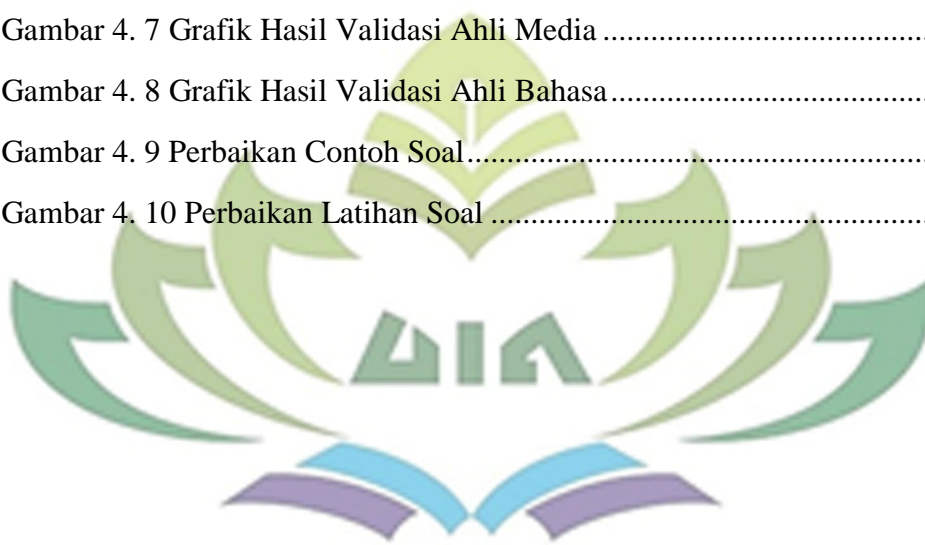 Gambar 4. 7 Grafik Hasil Validasi Ahli Media ........................................
Gambar 4. 8 Grafik Hasil Validasi Ahli Bahasa.......................................
Gambar 4. 9 Perbaikan Contoh Soal.........................................................
Gambar 4. 10 Perbaikan Latihan Soal ......................................................
UIN